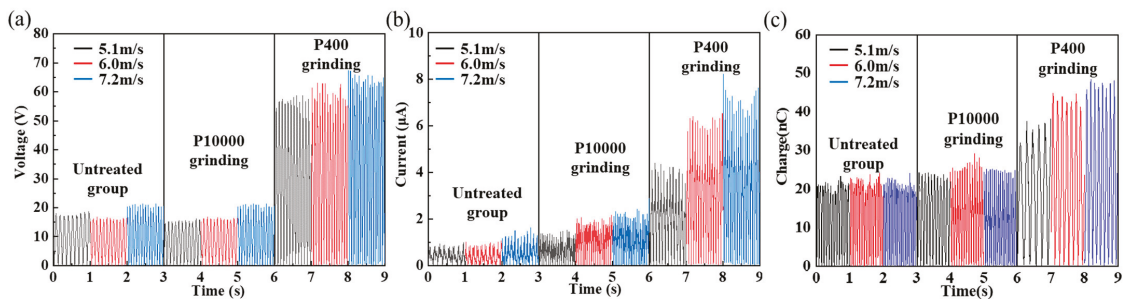 (a)
80
70
60
50
40
30
20
10
0
Voltage (V)
5.1m/s
6.0m/s
7.2m/s
P400
grinding
P10000
grinding
Untreated
group
0 1 2 3 4 5 6 7 8 9
Time (s)
(b)
10
8
6
4
2
0
Current (μA)
5.1m/s
6.0m/s
7.2m/s
P400
grinding
P10000
grinding
Untreated
group
0 1 2 3 4 5 6 7 8 9
Time(s)
(c)
60
50
40
30
20
10
0
Charge(nC)
5.1m/s
6.0m/s
7.2m/s
P400
grinding
P10000
grinding
Untreated
group
0 1 2 3 4 5 6 7 8 9
Time (s)